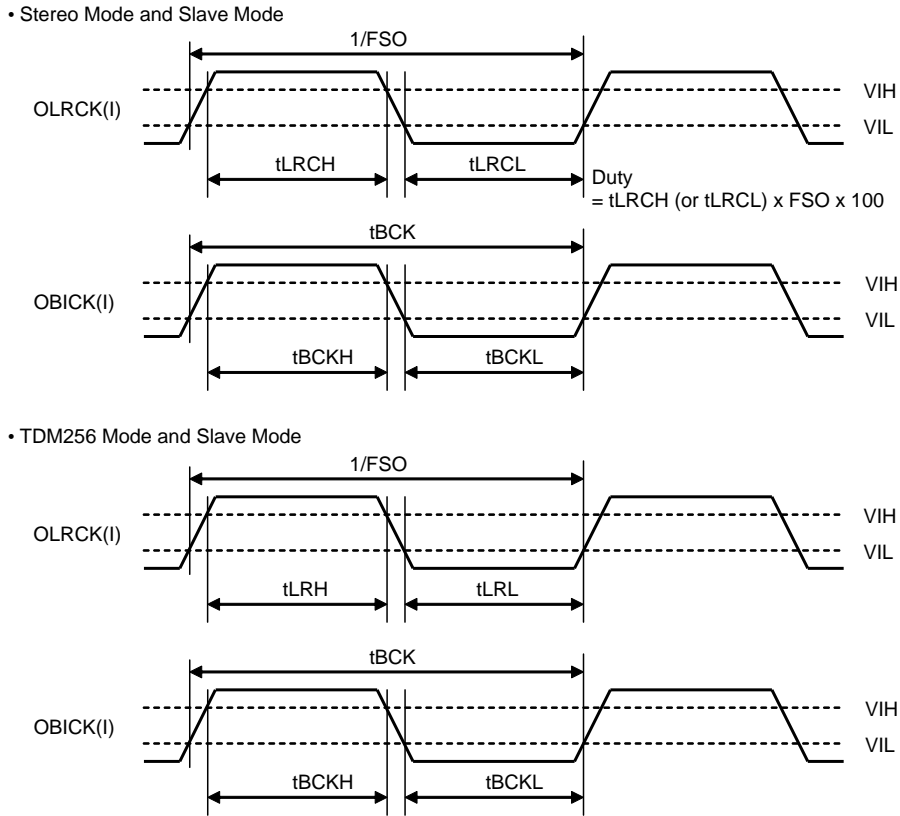 • Stereo Mode and Slave Mode
1/FSO
OLRCK(I)
VIH
VIL
tLRCH
tLRCL
Duty
= tLRCH (or tLRCL) x FSO x 100
tBCK
OBICK(I)
VIH
VIL
tBCKH
tBCKL
• TDM256 Mode and Slave Mode
1/FSO
OLRCK(I)
VIH
VIL
tLRH
tLRL
tBCK
OBICK(I)
VIH
VIL
tBCKH
tBCKL